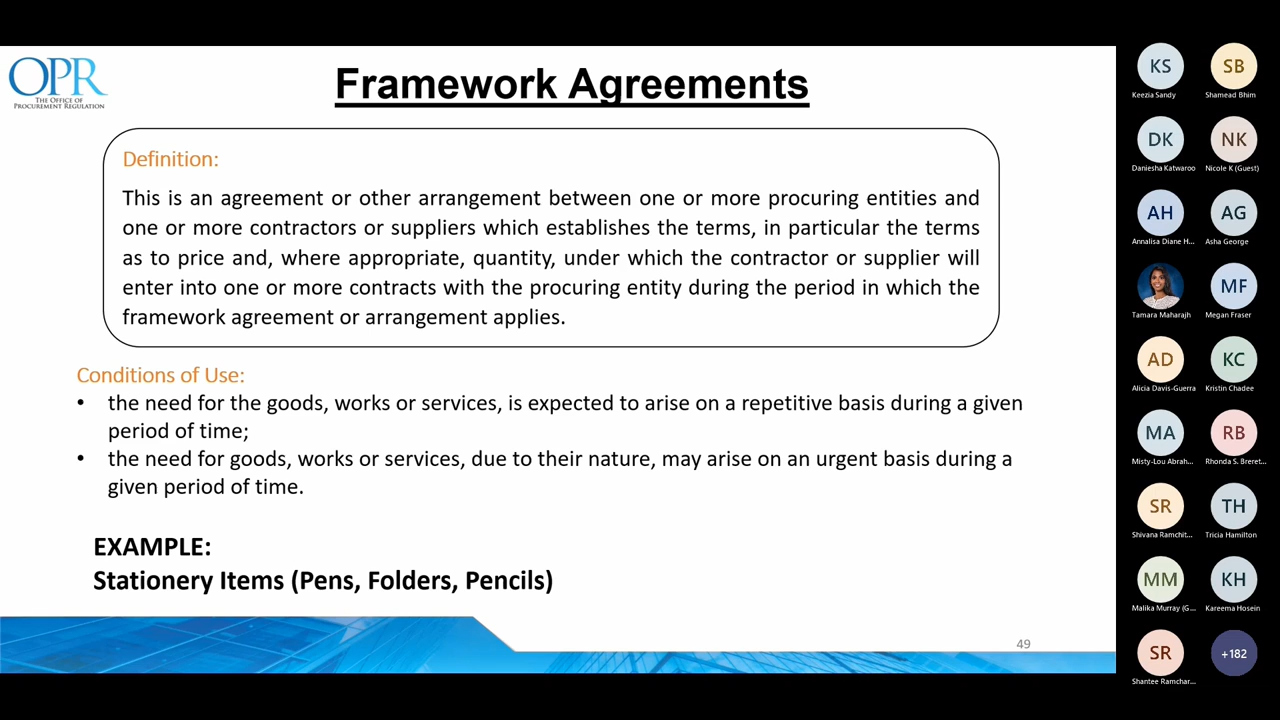 OPR
THE OFFICE OF
PROCUREMENT REGULATION
Framework Agreements
Definition:
This is an agreement or other arrangement between one or more procuring entities and
one or more contractors or suppliers which establishes the terms, in particular the terms
as to price and, where appropriate, quantity, under which the contractor or supplier will
enter into one or more contracts with the procuring entity during the period in which the
framework agreement or arrangement applies.
Conditions of Use:
• the need for the goods, works or services, is expected to arise on a repetitive basis during a given
period of time;
• the need for goods, works or services, due to their nature, may arise on an urgent basis during a
given period of time.
EXAMPLE:
Stationery Items (Pens, Folders, Pencils)
49
KS
Keezia Sandy
SB
Shamead Bhim
DK
Daniesha Katwaroo
NK
Nicole K (Guest)
AH
Annalisa Diane H...
AG
Asha George
Tamara Maharajh
MF
Megan Fraser
AD
Alicia Davis-Guerra
KC
Kristin Chadee
MA
Misty-Lou Abrah...
RB
Rhonda S. Breret...
SR
Shivana Ramchit...
TH
Tricia Hamilton
MM
Malika Murray (G...
KH
Kareema Hosein
SR
Shantee Ramchar...
+182